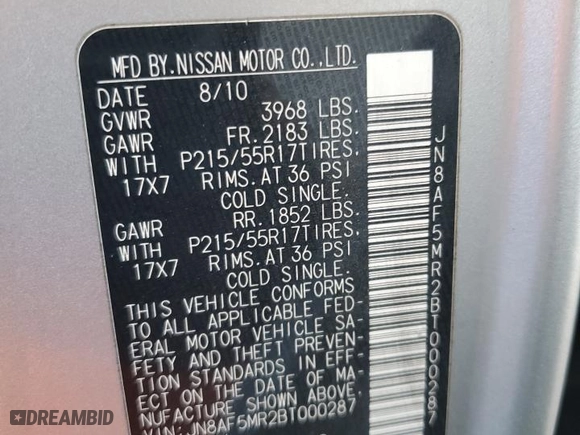 MFD BY.NISSAN MOTOR CO.,LTD.
DATE 8/10
GVWR 3968 LBS.
GAWR FR. 2183 LBS.
WITH P215/55R17TIRES.
17X7 RIMS.AT 36 PSI
COLD SINGLE.
GAWR RR. 1852 LBS.
WITH P215/55R17TIRES.
17X7 RIMS.AT 36 PSI
COLD SINGLE.
THIS VEHICLE CONFORMS
TO ALL APPLICABLE FED-
ERAL MOTOR VEHICLE SA-
FETY AND THEFT PREVEN-
TION STANDARDS IN EFF-
ECT ON THE DATE OF MA-
NUFACTURE SHOWN ABOVE.
V.I.N:JN8AF5MR2BT000287
JN8AF5MR2BT000287
DREAMBID